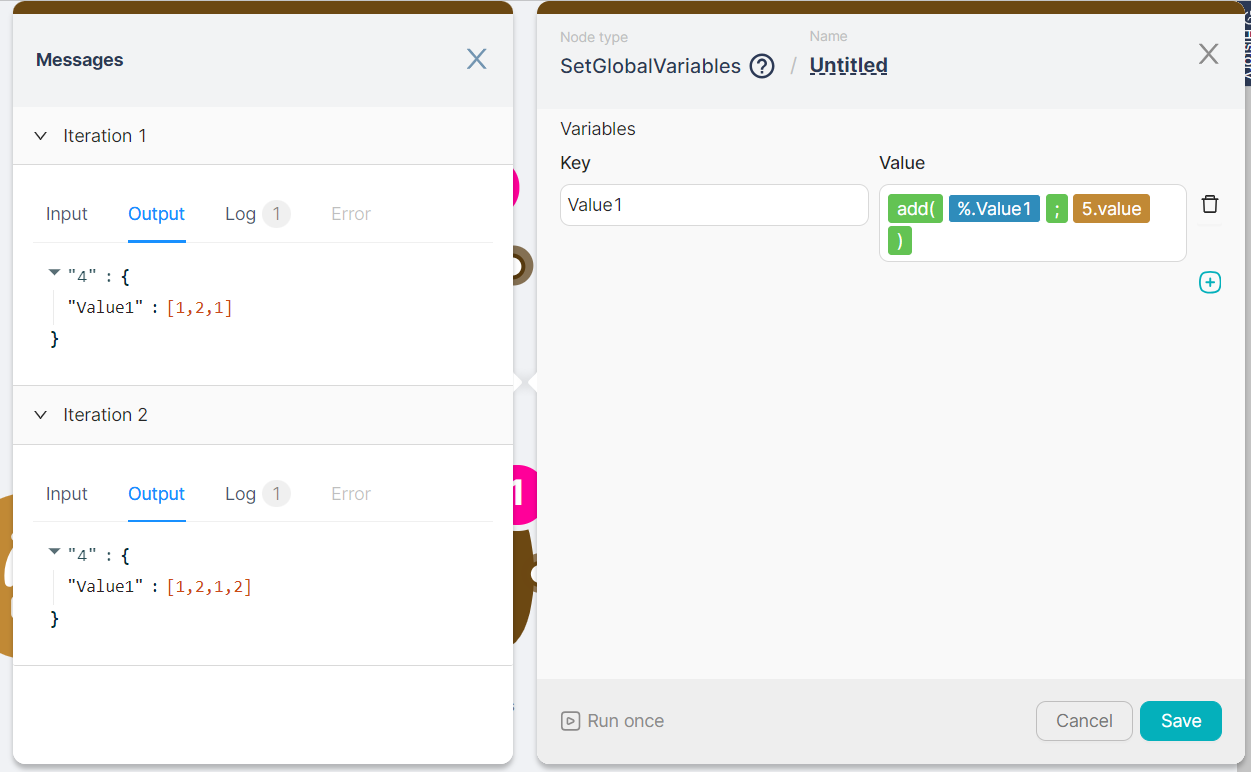 Messages
Iteration 1
Input Output Log 1 Error
"4" : {
"Value1" : [1,2,1]
}
Iteration 2
Input Output Log 1 Error
"4" : {
"Value1" : [1,2,1,2]
}
1
Node type
SetGlobalVariables ? / Name
Untitled
Variables
Key Value
Value1 add( %.Value1 ; 5.value
)
Run once Cancel Save